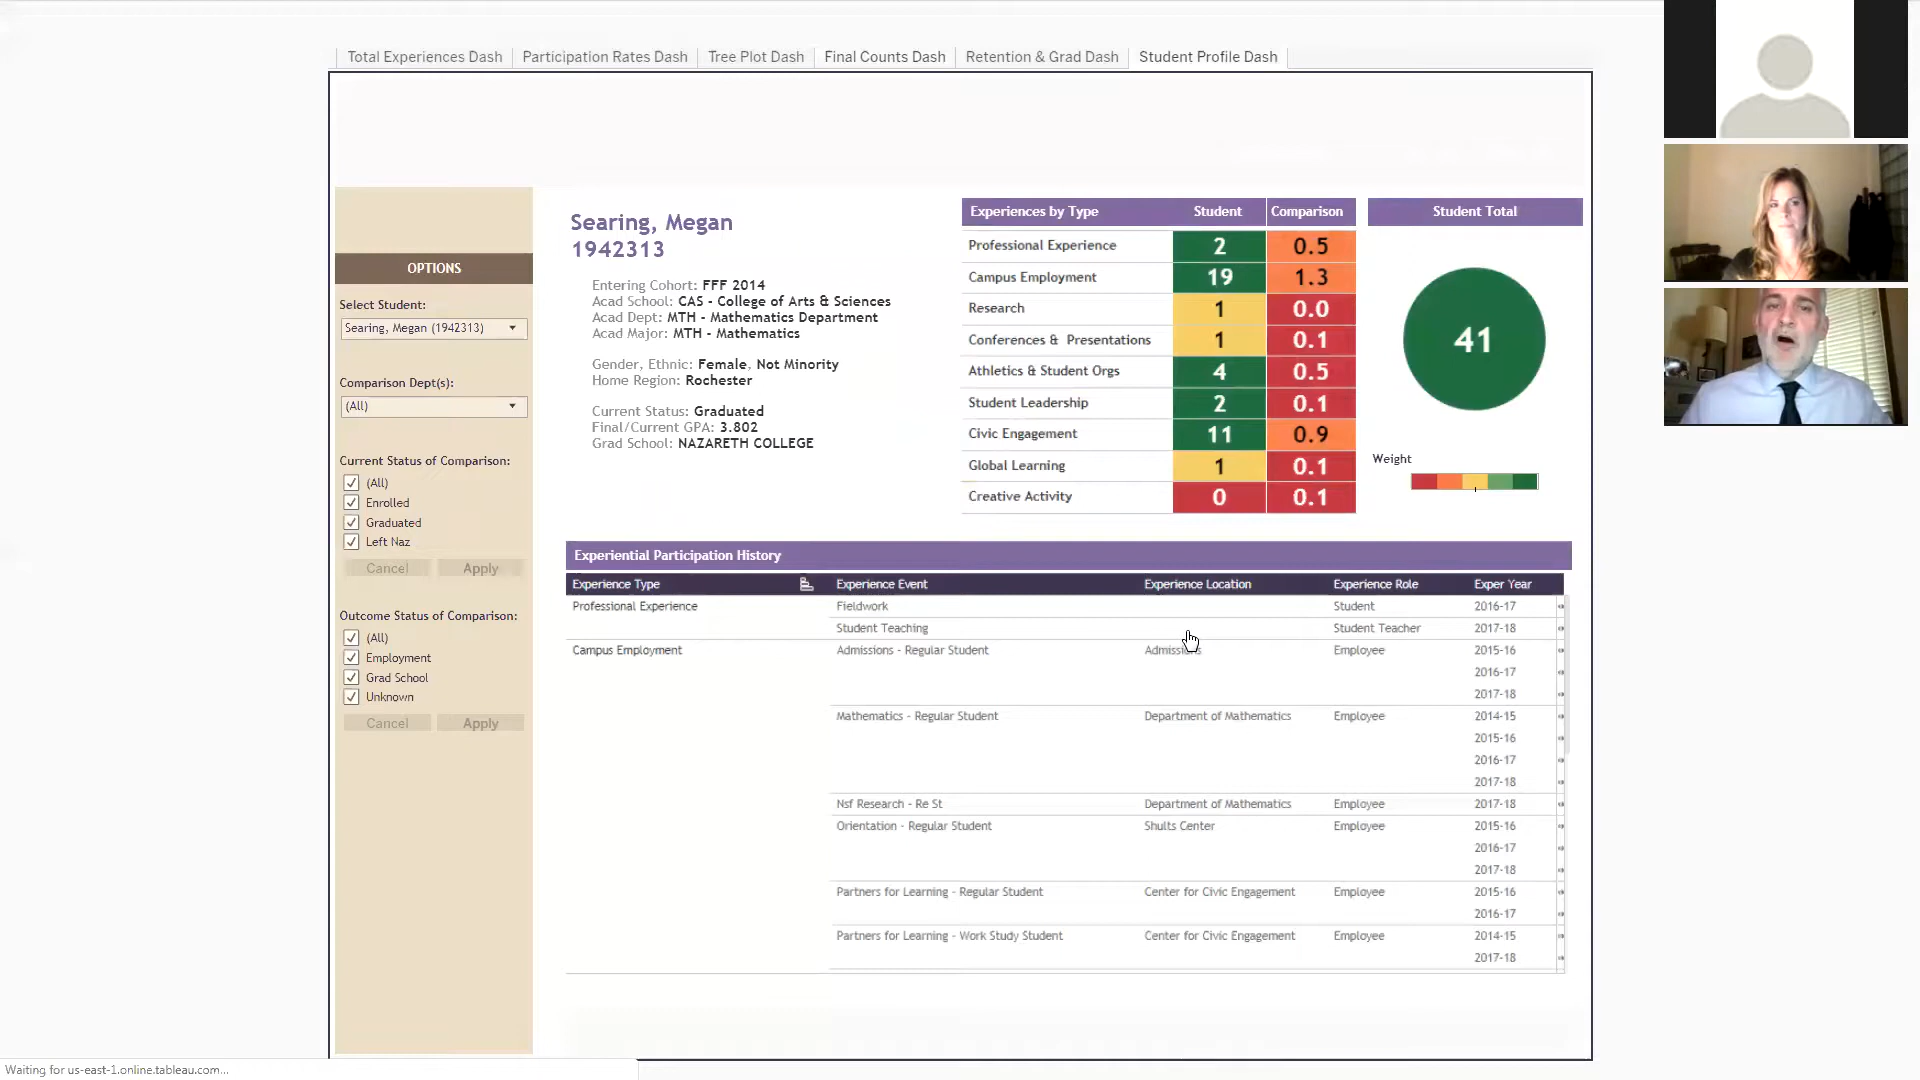 Total Experiences Dash
Participation Rates Dash
Tree Plot Dash
Final Counts Dash
Retention & Grad Dash
Student Profile Dash
OPTIONS
Select Student:
Searing, Megan (1942313)
Comparison Dept(s):
(All)
Current Status of Comparison:
(All)
Enrolled
Graduated
Left Naz
Cancel Apply
Outcome Status of Comparison:
(All)
Employment
Grad School
Unknown
Cancel Apply
Searing, Megan
1942313
Entering Cohort: FFF 2014
Acad School: CAS - College of Arts & Sciences
Acad Dept: MTH - Mathematics Department
Acad Major: MTH - Mathematics
Gender, Ethnic: Female, Not Minority
Home Region: Rochester
Current Status: Graduated
Final/Current GPA: 3.802
Grad School: NAZARETH COLLEGE
Experiences by Type Student Comparison
Professional Experience 2 0.5
Campus Employment 19 1.3
Research 1 0.0
Conferences & Presentations 1 0.1
Athletics & Student Orgs 4 0.5
Student Leadership 2 0.1
Civic Engagement 11 0.9
Global Learning 1 0.1
Creative Activity 0 0.1
Student Total
41
Weight
Experiential Participation History
Experience Type Experience Event Experience Location Experience Role Exper Year
Professional Experience Fieldwork Student 2016-17
Student Teaching Student Teacher 2017-18
Campus Employment Admissions - Regular Student Admissions Employee 2015-16
2016-17
2017-18
Mathematics - Regular Student Department of Mathematics Employee 2014-15
2015-16
2016-17
2017-18
Nsf Research - Re St Department of Mathematics Employee 2017-18
Orientation - Regular Student Shults Center Employee 2015-16
2016-17
2017-18
Partners for Learning - Regular Student Center for Civic Engagement Employee 2015-16
2016-17
Partners for Learning - Work Study Student Center for Civic Engagement Employee 2014-15
2017-18
Waiting for us-east-1.online.tableau.com...